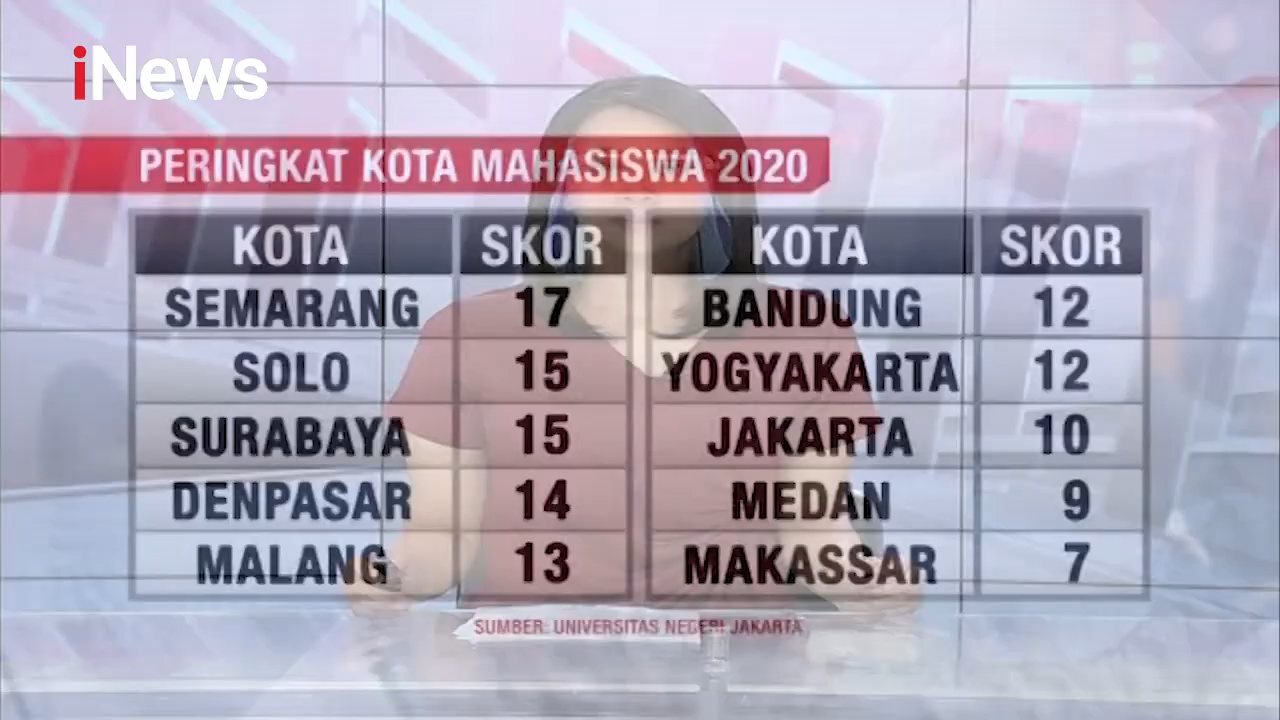 iNews
PERINGKAT KOTA MAHASISWA 2020
KOTA SKOR KOTA SKOR
SEMARANG 17 BANDUNG 12
SOLO 15 YOGYAKARTA 12
SURABAYA 15 JAKARTA 10
DENPASAR 14 MEDAN 9
MALANG 13 MAKASSAR 7
SUMBER: UNIVERSITAS NEGERI JAKARTA